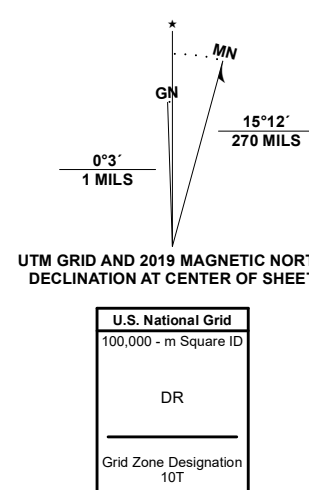 ★
MN
GN
15°12´
270 MILS
0°3´
1 MILS
UTM GRID AND 2019 MAGNETIC NORT
DECLINATION AT CENTER OF SHEET
U.S. National Grid
100,000 - m Square ID
DR
Grid Zone Designation
10T